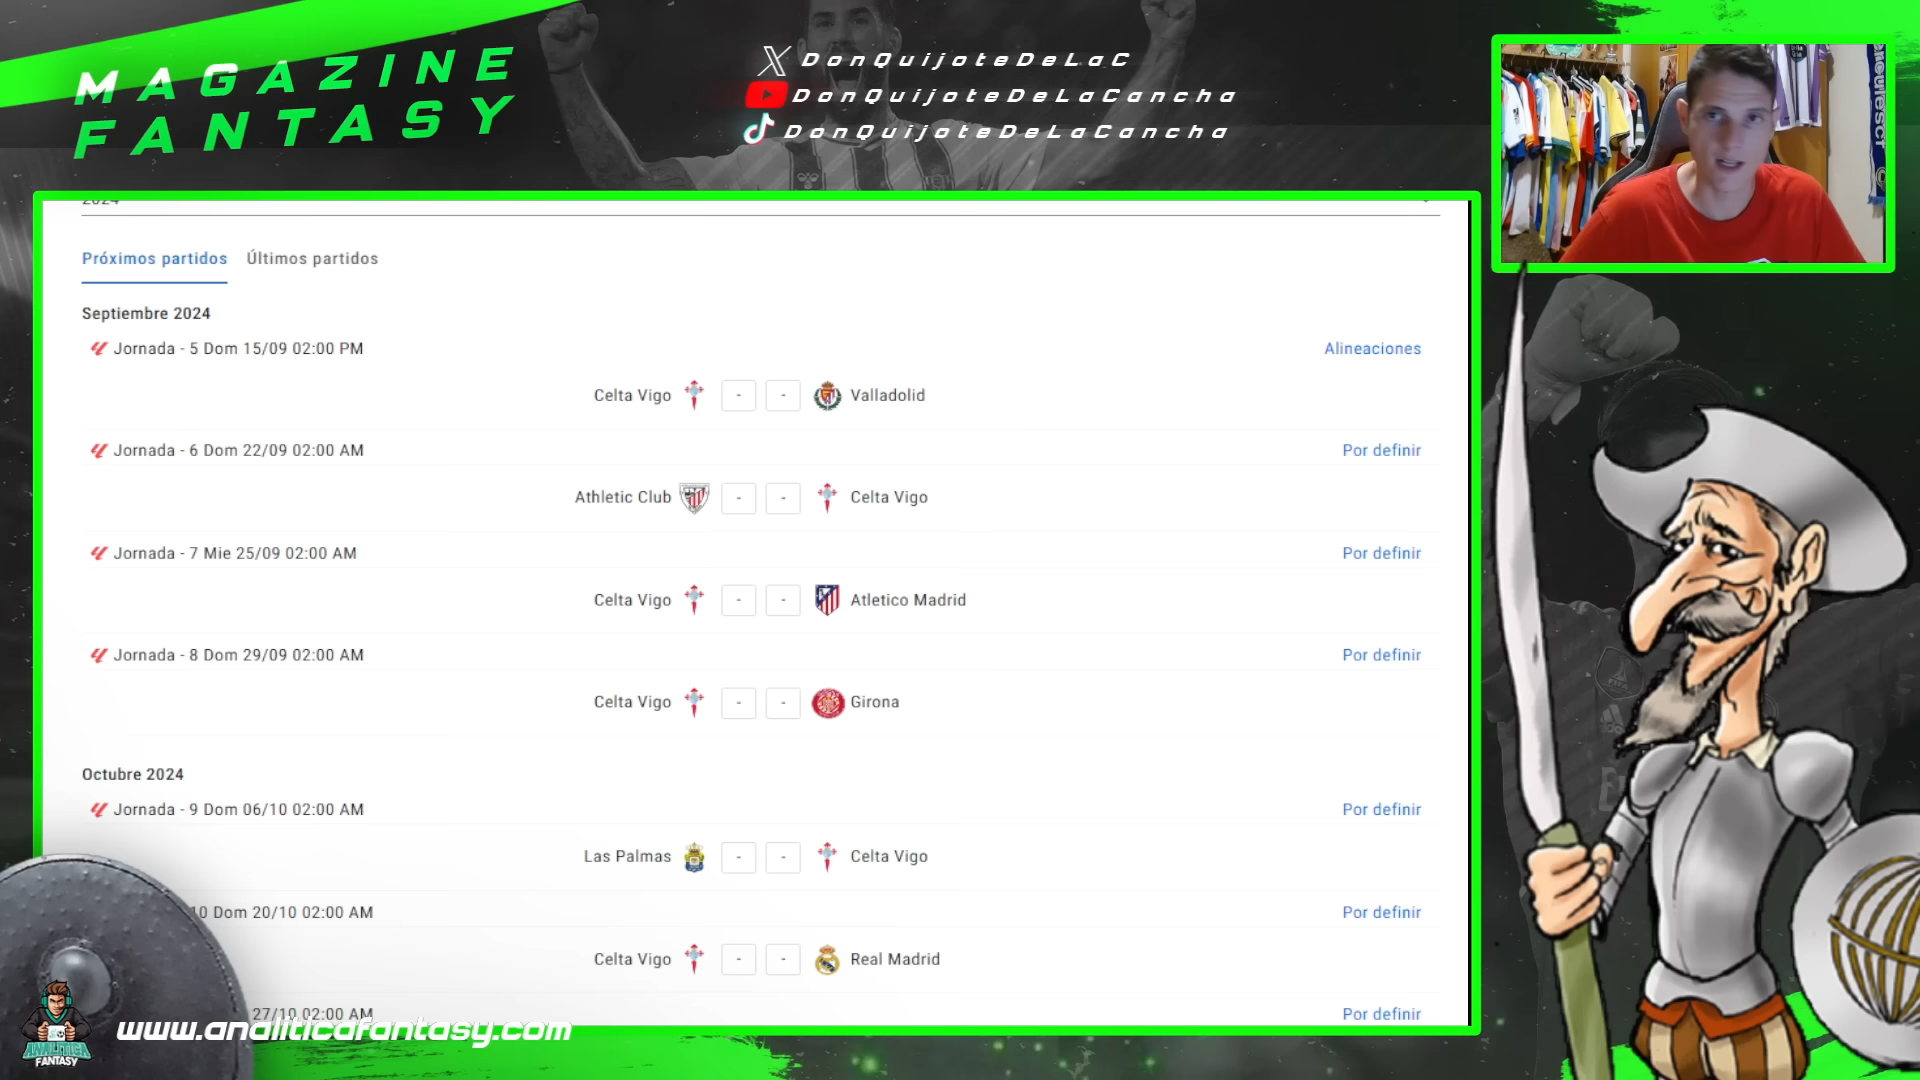 MAGAZINE
FANTASY
DonQuijoteDeLaC
DonQuijoteDeLaCancha
DonQuijoteDeLaCancha
2024
Próximos partidos Últimos partidos
Septiembre 2024
Jornada - 5 Dom 15/09 02:00 PM Alineaciones
Celta Vigo - - Valladolid
Jornada - 6 Dom 22/09 02:00 AM Por definir
Athletic Club - - Celta Vigo
Jornada - 7 Mie 25/09 02:00 AM Por definir
Celta Vigo - - Atletico Madrid
Jornada - 8 Dom 29/09 02:00 AM Por definir
Celta Vigo - - Girona
Octubre 2024
Jornada - 9 Dom 06/10 02:00 AM Por definir
Las Palmas - - Celta Vigo
10 Dom 20/10 02:00 AM Por definir
Celta Vigo - - Real Madrid
27/10 02:00 AM Por definir
www.analiticafantasy.com
ANALITICA
FANTASY